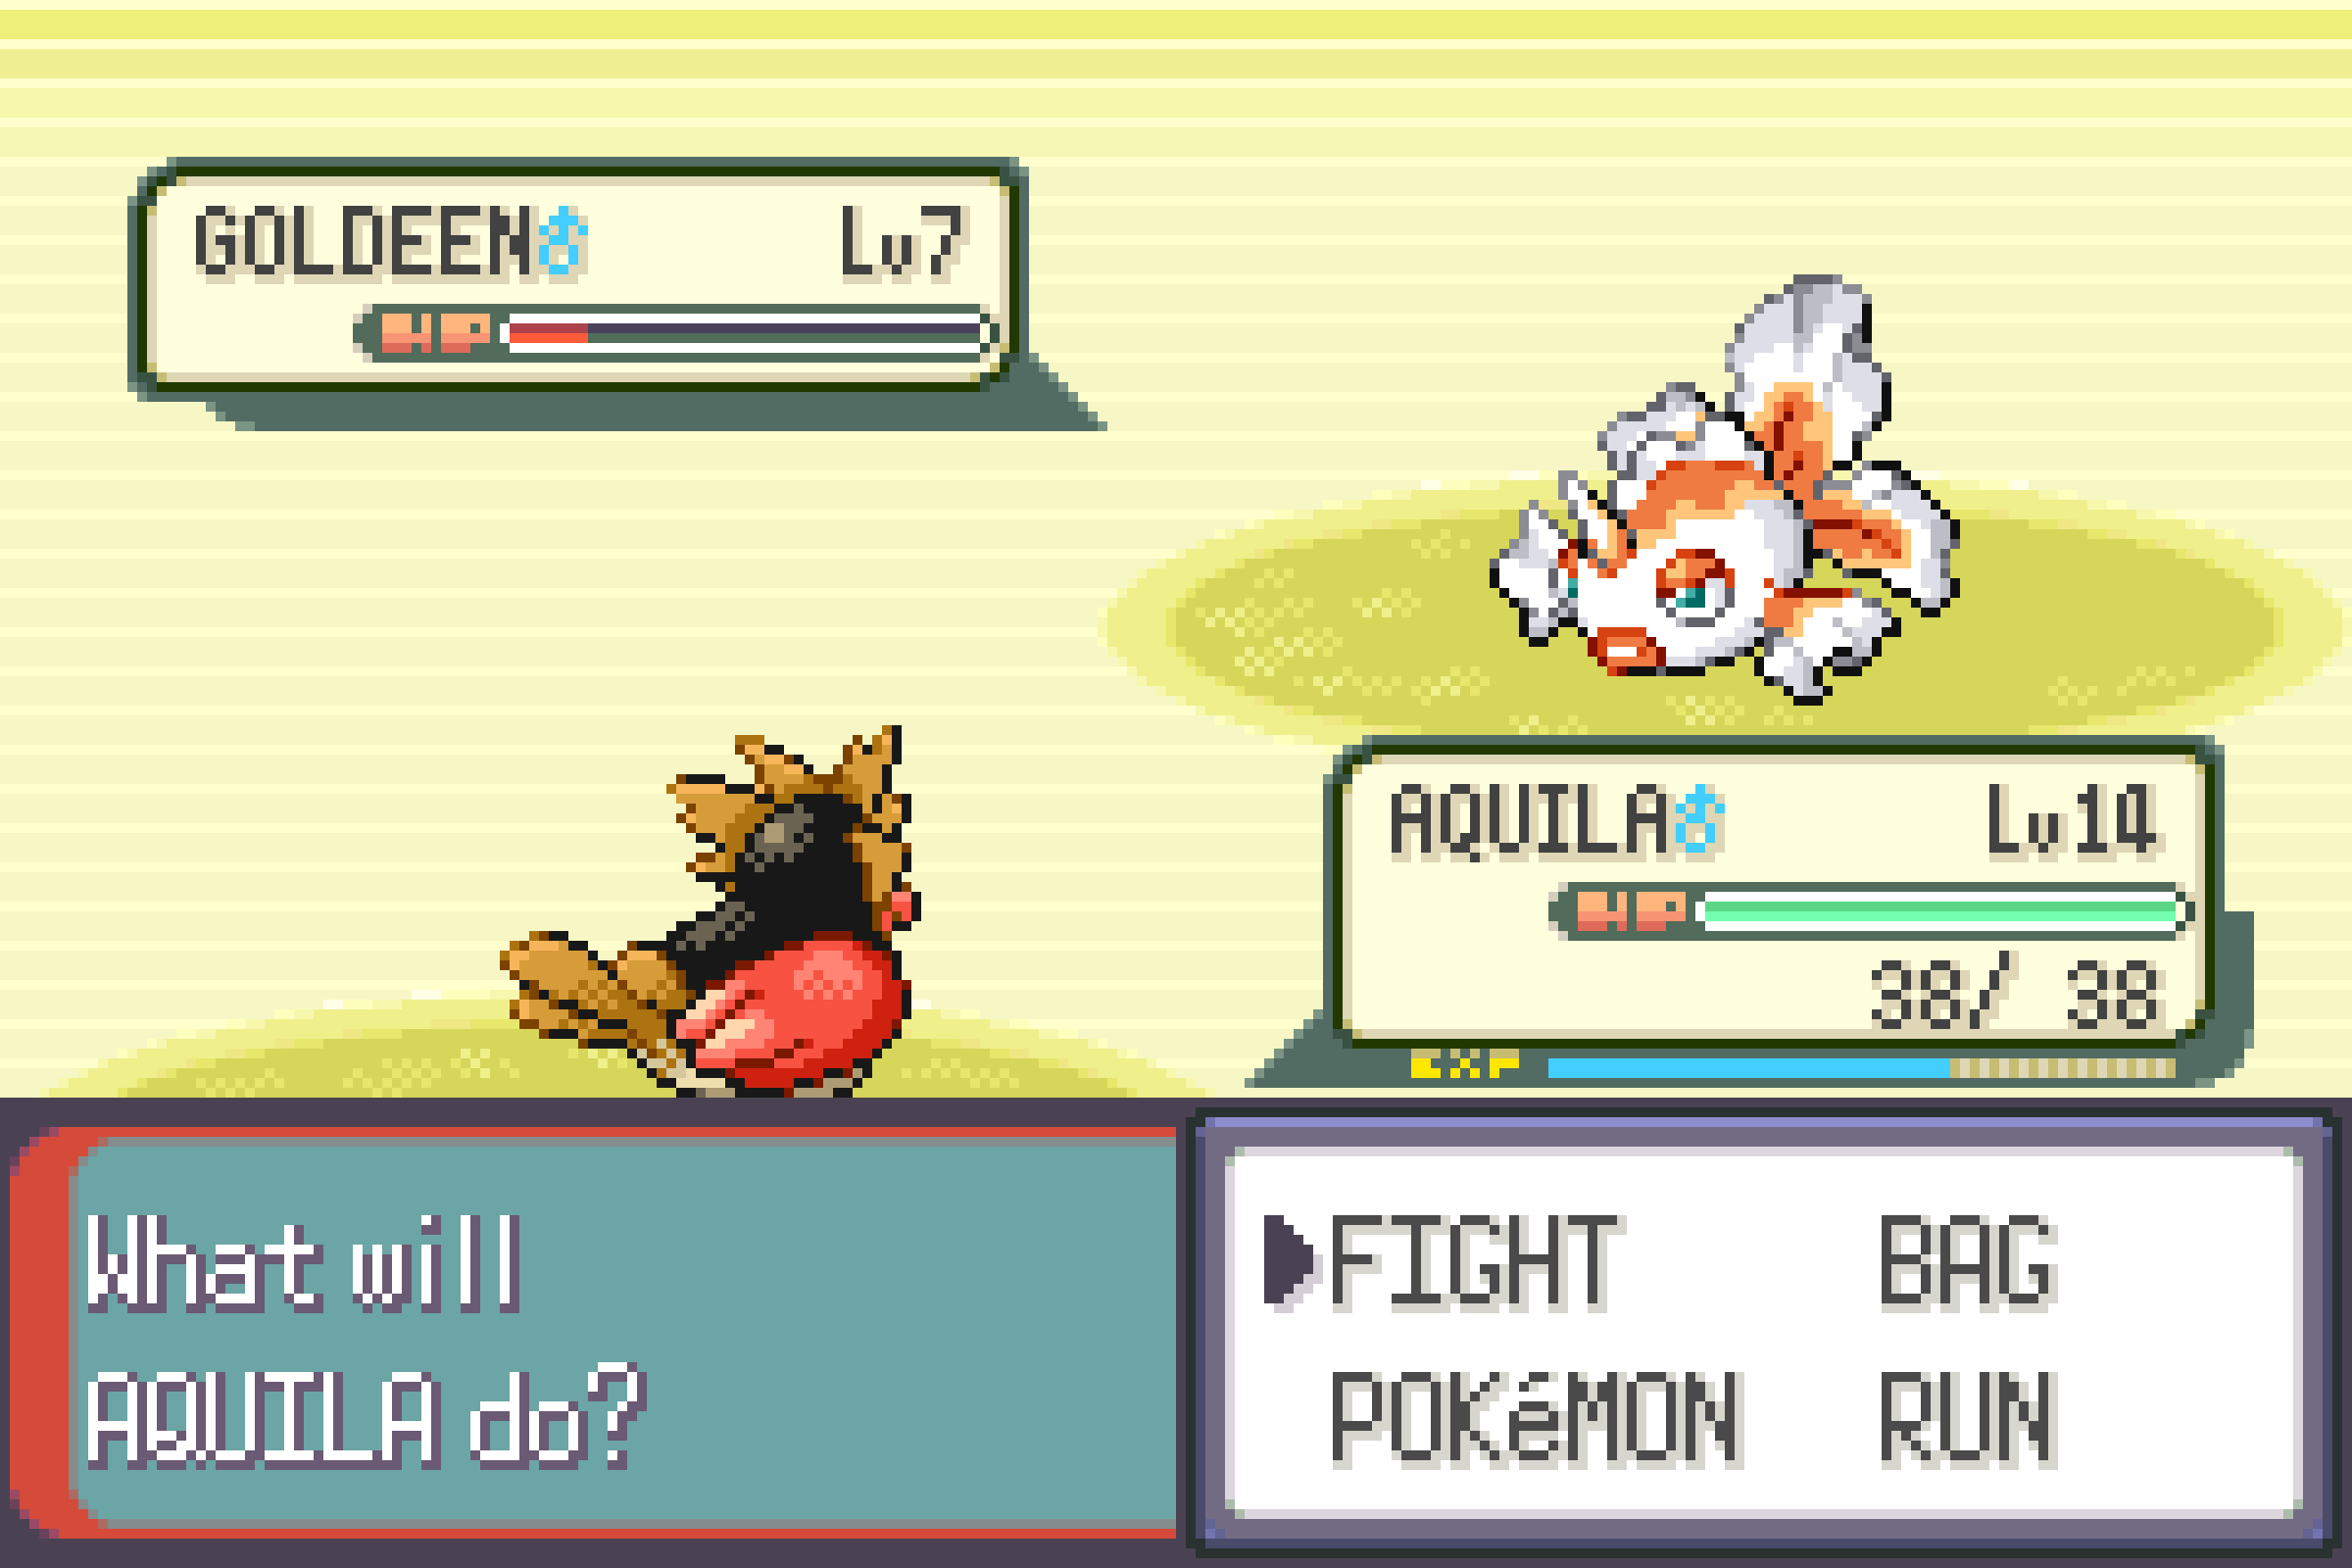 GOLDEEN♂ Lv7
HP
AQUILA♂ Lv14
HP
38/ 38
EXP
What will
AQUILA do?
FIGHT BAG
POKéMON RUN